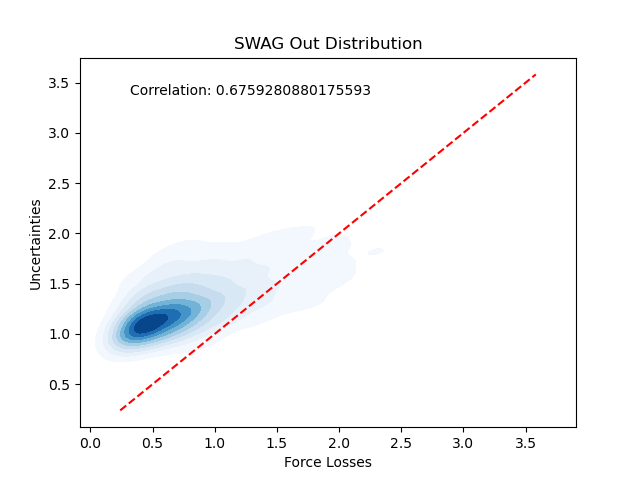 SWAG Out Distribution
Correlation: 0.6759280880175593
Uncertainties
3.5
3.0
2.5
2.0
1.5
1.0
0.5
0.0 0.5 1.0 1.5 2.0 2.5 3.0 3.5
Force Losses